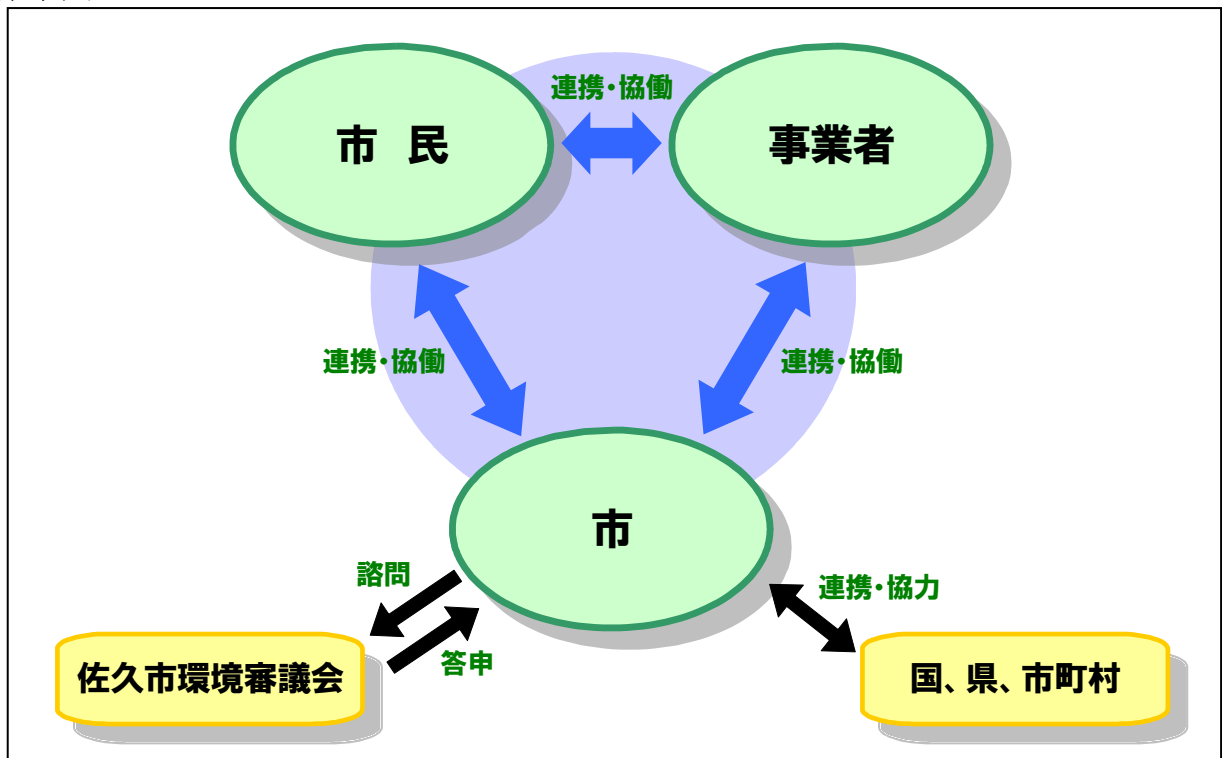 連携・協働
市　民
事業者
連携・協働
連携・協働
市
諮問
連携・協力
答申
佐久市環境審議会
国、県、市町村